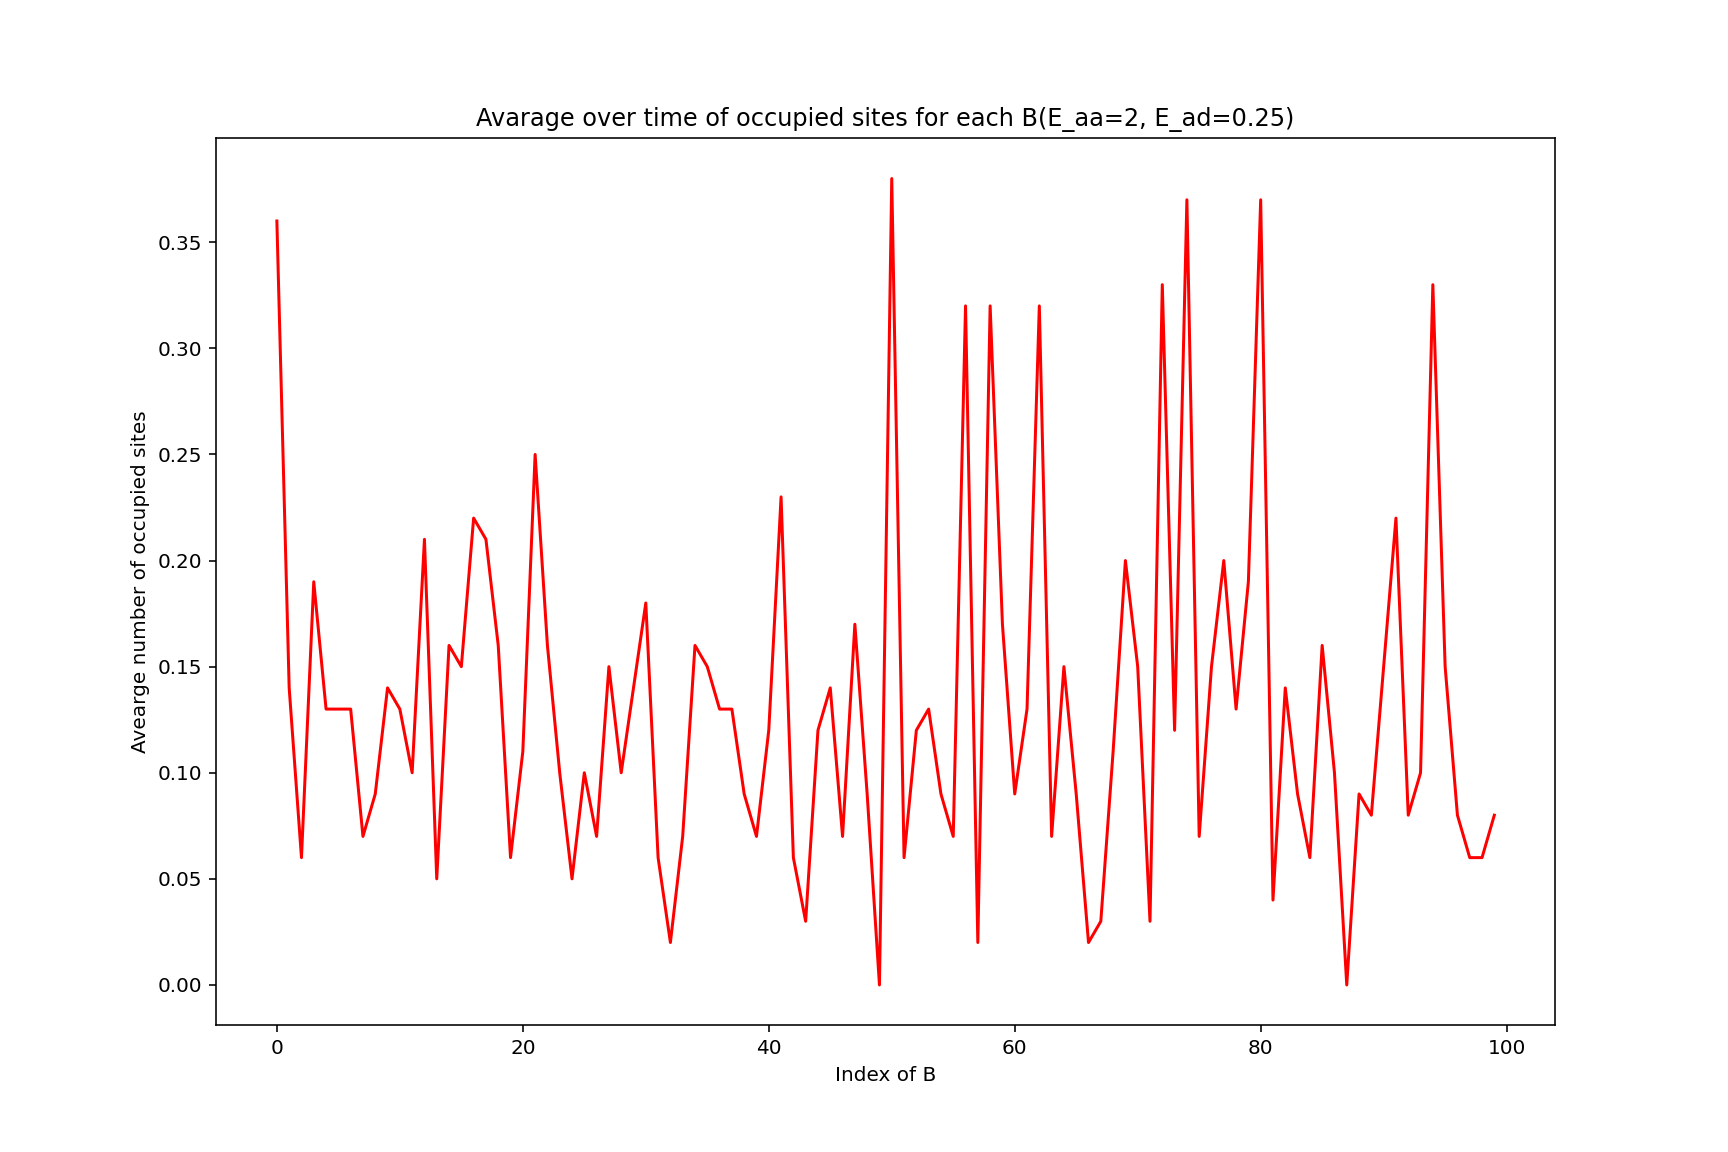 Avarage over time of occupied sites for each B(E_aa=2, E_ad=0.25)
Avearge number of occupied sites
0.35
0.30
0.25
0.20
0.15
0.10
0.05
0.00
0 20 40 60 80 100
Index of B